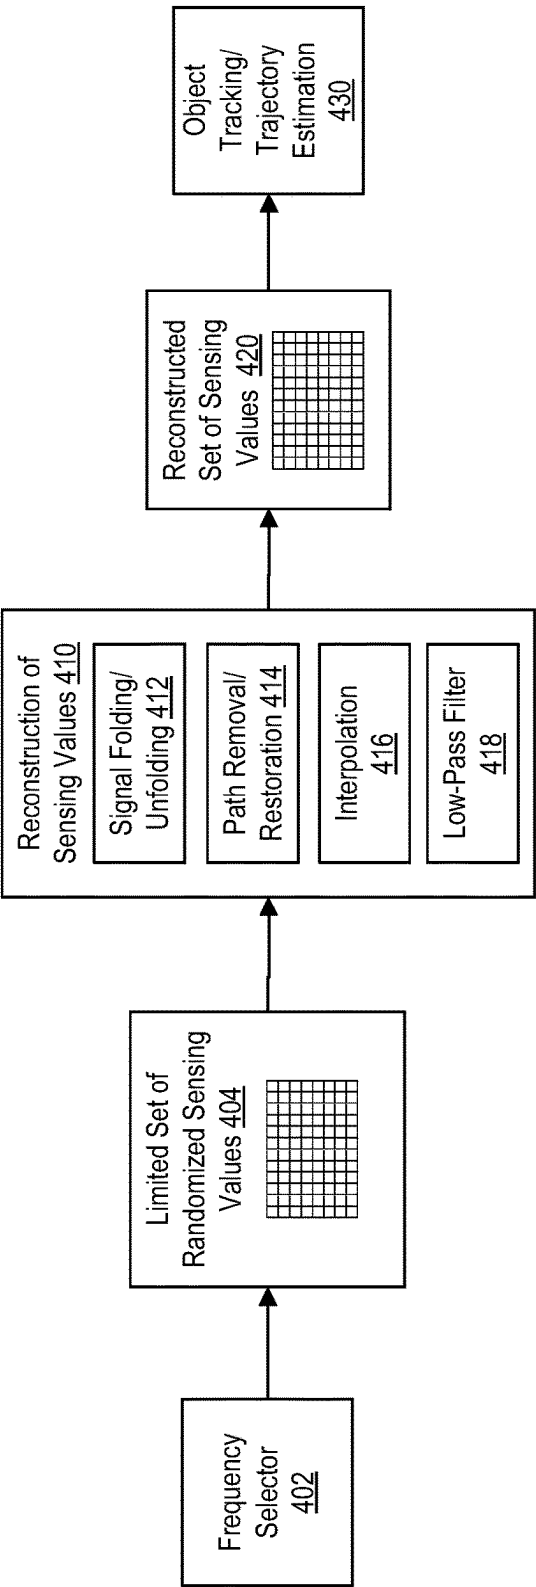 Frequency
Selector
402
Limited Set of
Randomized Sensing
Values 404
Reconstruction of
Sensing Values 410
Signal Folding/
Unfolding 412
Path Removal/
Restoration 414
Interpolation
416
Low-Pass Filter
418
Reconstructed
Set of Sensing
Values 420
Object
Tracking/
Trajectory
Estimation
430